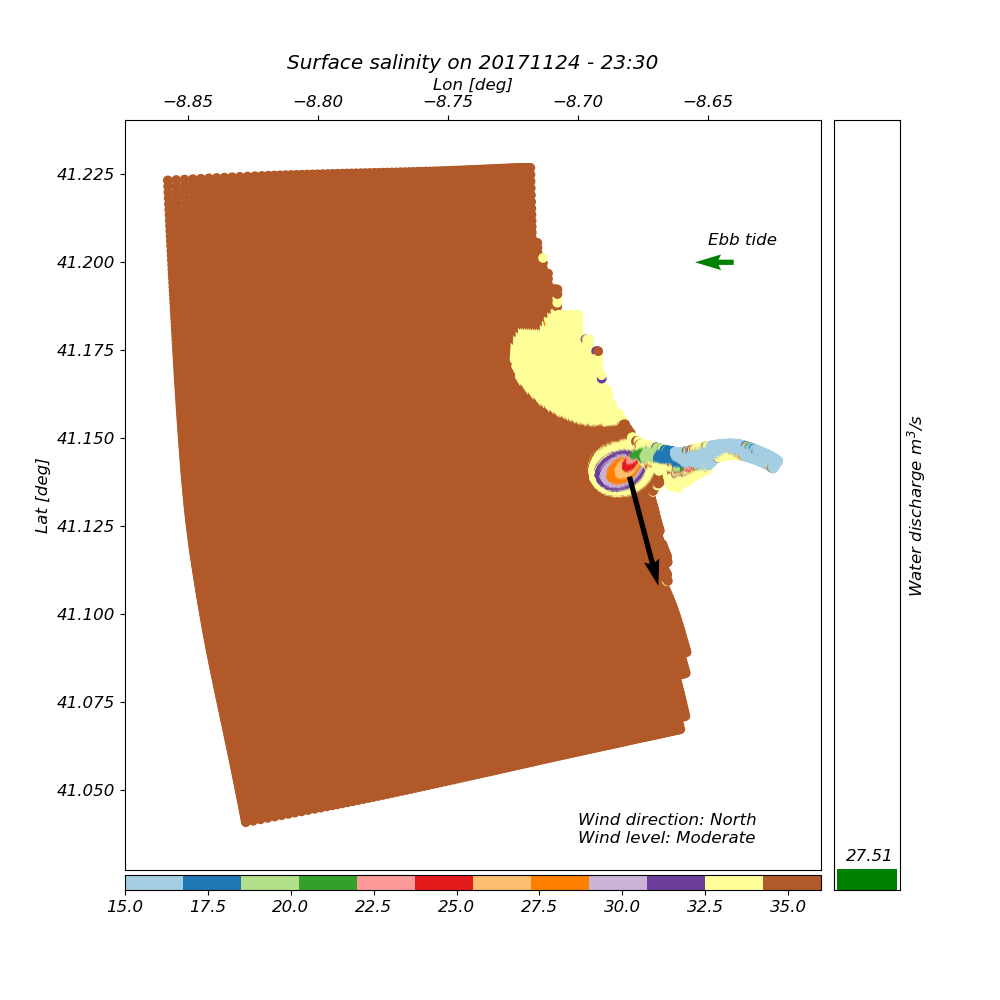 Surface salinity on 20171124 - 23:30
Lon [deg]
−8.85 −8.80 −8.75 −8.70 −8.65
41.225
41.200
41.175
41.150
41.125
41.100
41.075
41.050
Lat [deg]
Ebb tide
Wind direction: North
Wind level: Moderate
15.0 17.5 20.0 22.5 25.0 27.5 30.0 32.5 35.0
27.51
Water discharge m³/s